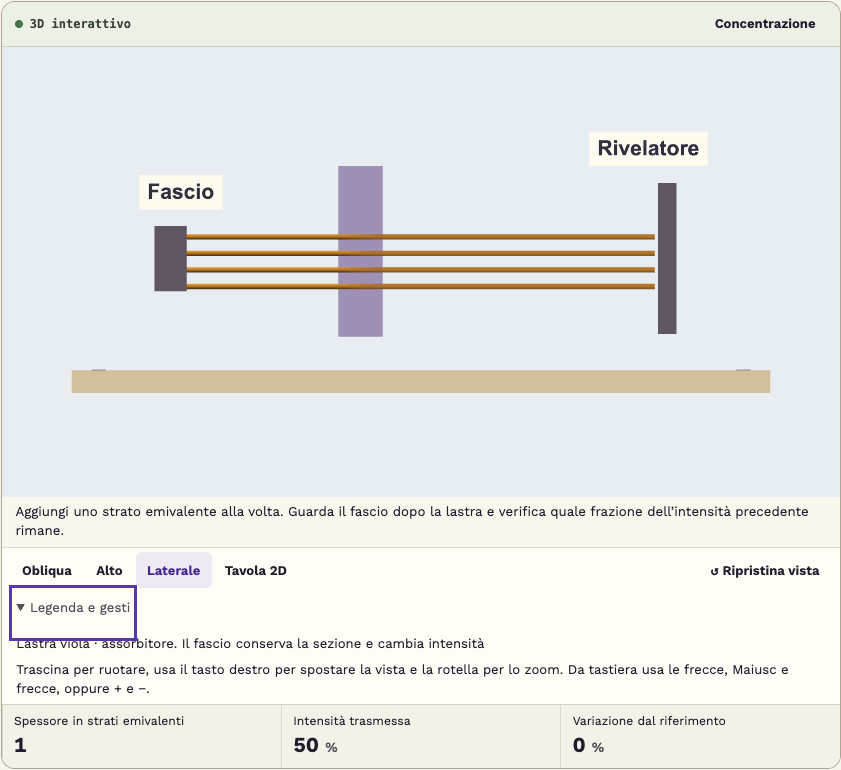 3D interattivo
Concentrazione
Rivelatore
Fascio
Aggiungi uno strato emivalente alla volta. Guarda il fascio dopo la lastra e verifica quale frazione dell'intensità precedente
rimane.
Obliqua Alto Laterale Tavola 2D ↺ Ripristina vista
▼ Legenda e gesti
Lastra viola · assorbitore. Il fascio conserva la sezione e cambia intensità
Trascina per ruotare, usa il tasto destro per spostare la vista e la rotella per lo zoom. Da tastiera usa le frecce, Maiusc e
frecce, oppure + e −.
Spessore in strati emivalenti
1
Intensità trasmessa
50 %
Variazione dal riferimento
0 %